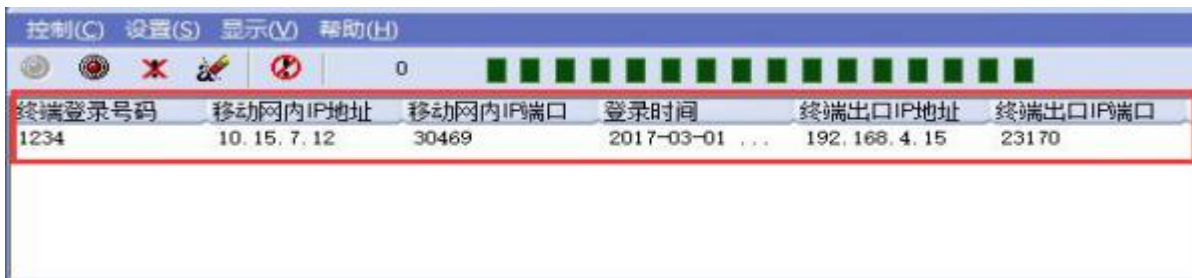 控制(C) 设置(S) 显示(V) 帮助(H)
0
终端登录号码 移动网内IP地址 移动网内IP端口 登录时间 终端出口IP地址 终端出口IP端口
1234 10.15.7.12 30469 2017-03-01 ... 192.168.4.15 23170